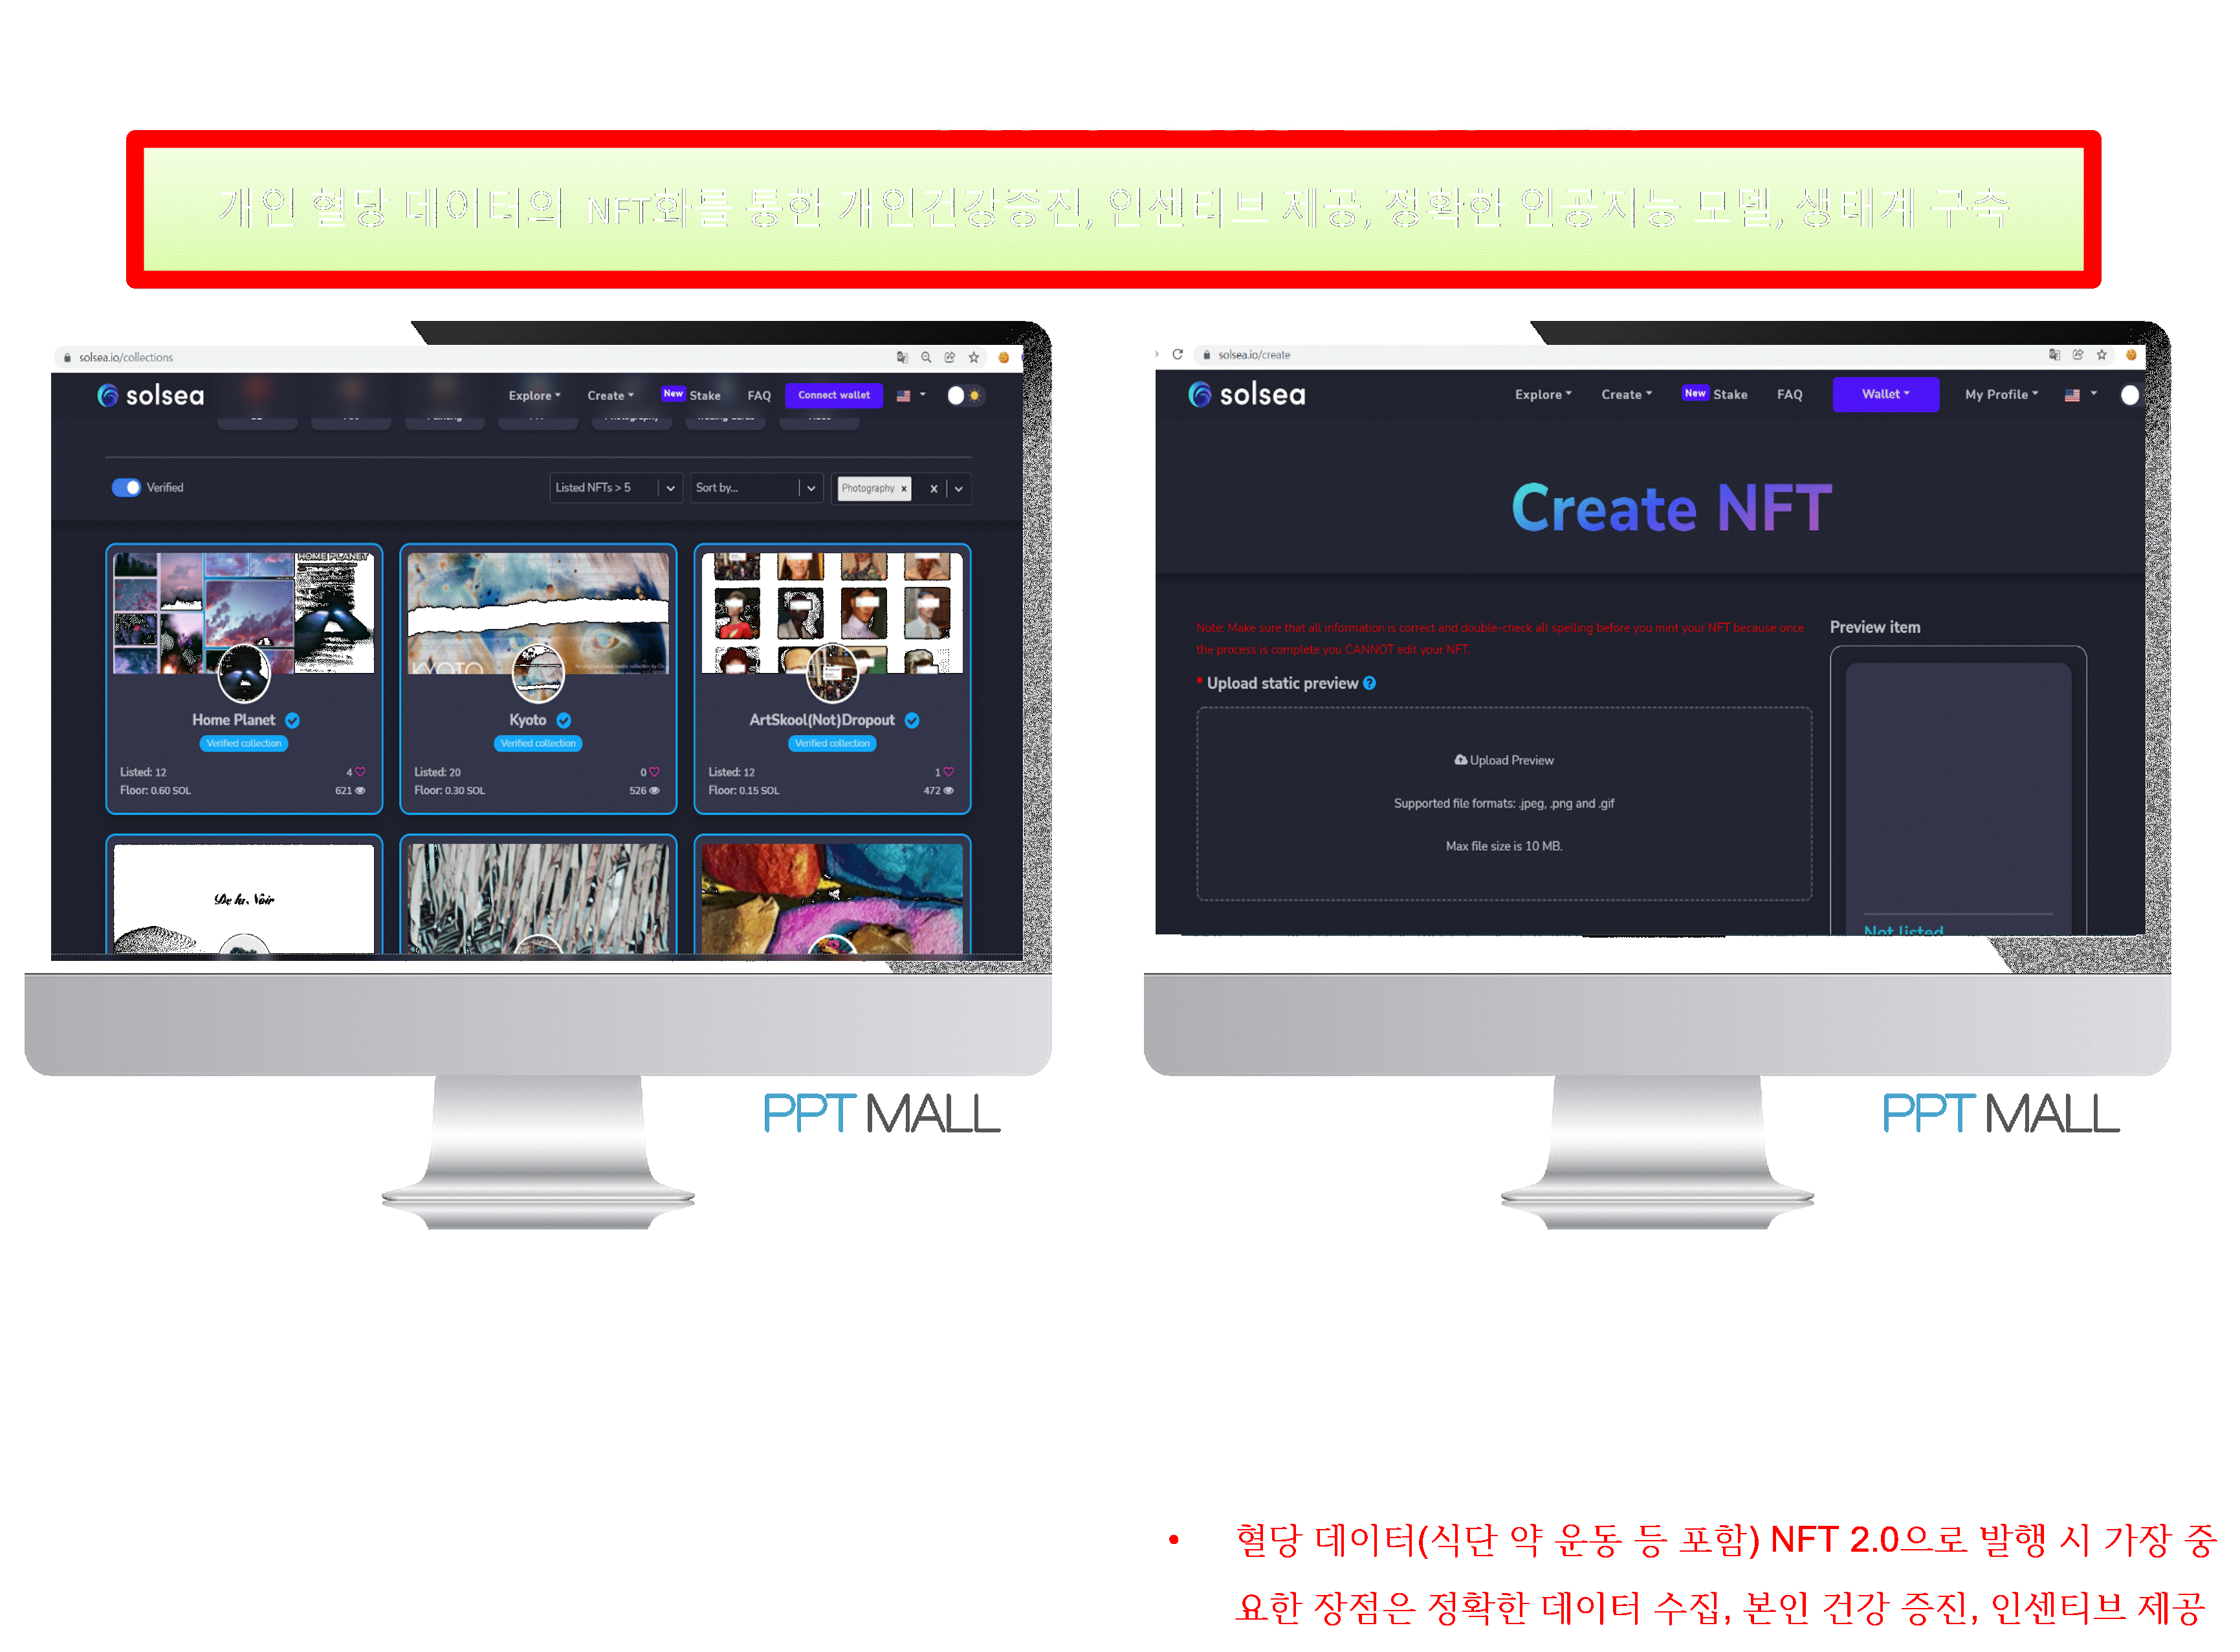 개인 혈당 데이터의 NFT화를 통한 개인건강증진, 인센티브 제공, 정확한 인공지능 모델, 생태계 구축
solsea.io/collections
solsea
Explore
Create
New Stake
FAQ
Connect wallet
Photography
Verified
Listed NFTs > 5
Sort by...
Photography x
x
HOME PLANET
KYOTO
Home Planet
Verified collection
Listed: 12
4
Floor: 0.60 SOL
621
Kyoto
Verified collection
Listed: 20
0
Floor: 0.30 SOL
526
ArtSkool(Not)Dropout
Verified collection
Listed: 12
1
Floor: 0.15 SOL
472
De la Noir
PPT MALL
solsea.io/create
solsea
Explore
Create
New Stake
FAQ
Wallet
My Profile
Create NFT
Note: Make sure that all information is correct and double-check all spelling before you mint your NFT because once
the process is complete you CANNOT edit your NFT.
* Upload static preview
Upload Preview
Supported file formats: .jpeg, .png and .gif
Max file size is 10 MB.
Preview item
Not listed
PPT MALL
• 혈당 데이터(식단 약 운동 등 포함) NFT 2.0으로 발행 시 가장 중
요한 장점은 정확한 데이터 수집, 본인 건강 증진, 인센티브 제공